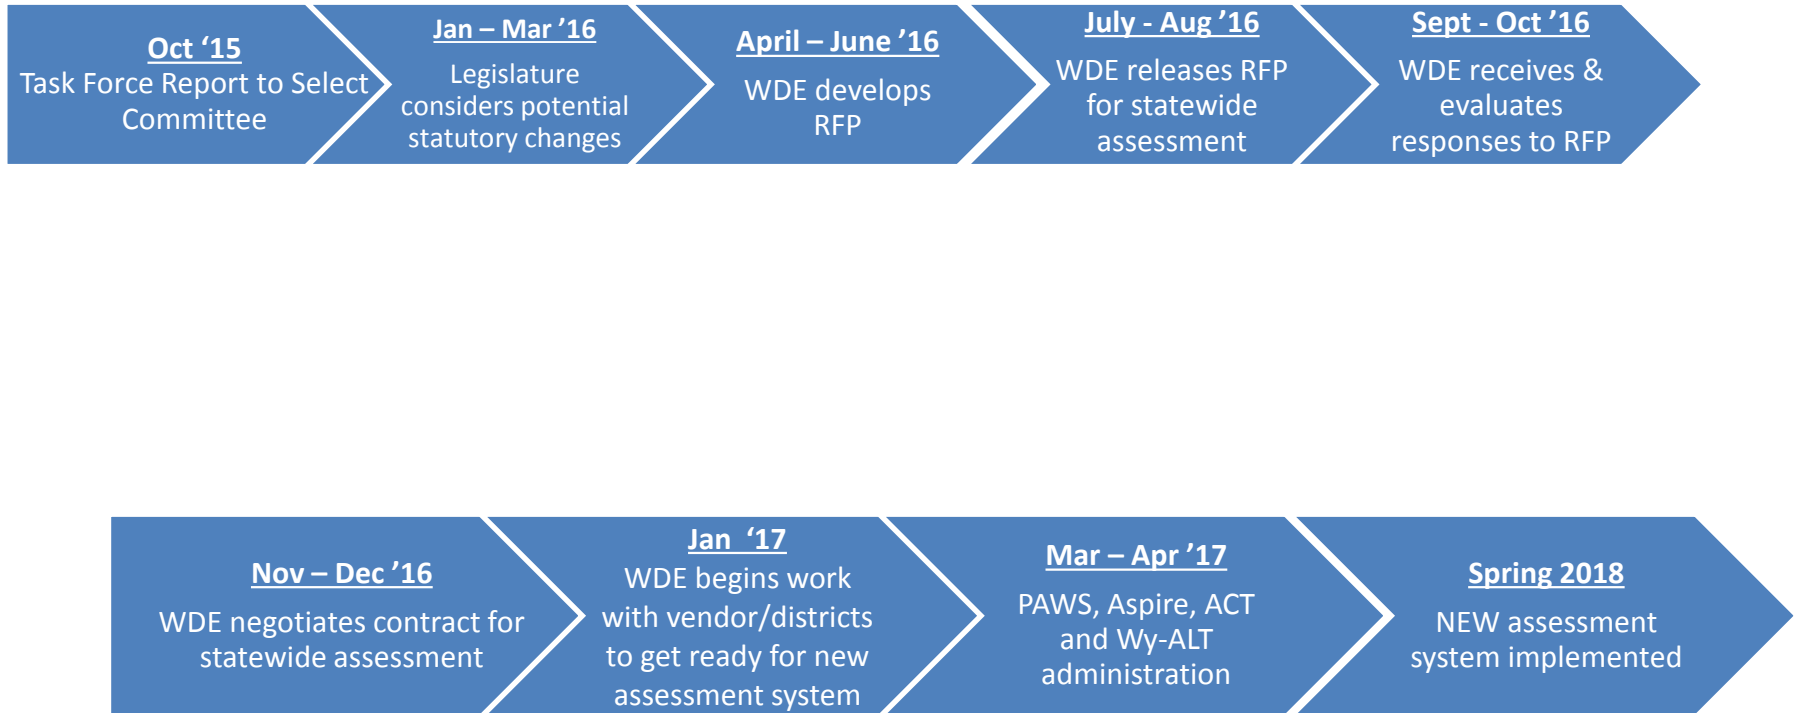 Oct ‘15
Task Force Report to Select
Committee
Jan – Mar ’16
Legislature
considers potential
statutory changes
April – June ’16
WDE develops
RFP
July - Aug ’16
WDE releases RFP
for statewide
assessment
Sept - Oct ’16
WDE receives &
evaluates
responses to RFP
Nov – Dec ’16
WDE negotiates contract for
statewide assessment
Jan  ‘17
WDE begins work
with vendor/districts
to get ready for new
assessment system
Mar – Apr ’17
PAWS, Aspire, ACT
and Wy-ALT
administration
Spring 2018
NEW assessment
system implemented